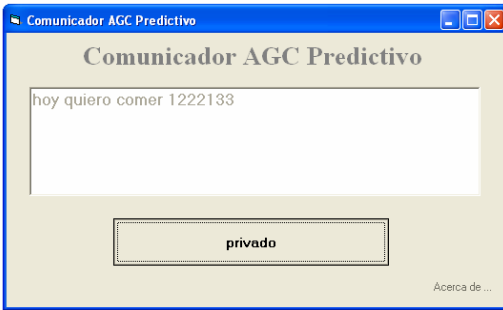 Comunicador AGC Predictivo
Comunicador AGC Predictivo
hoy quiero comer 1222133
privado
Acerca de ...